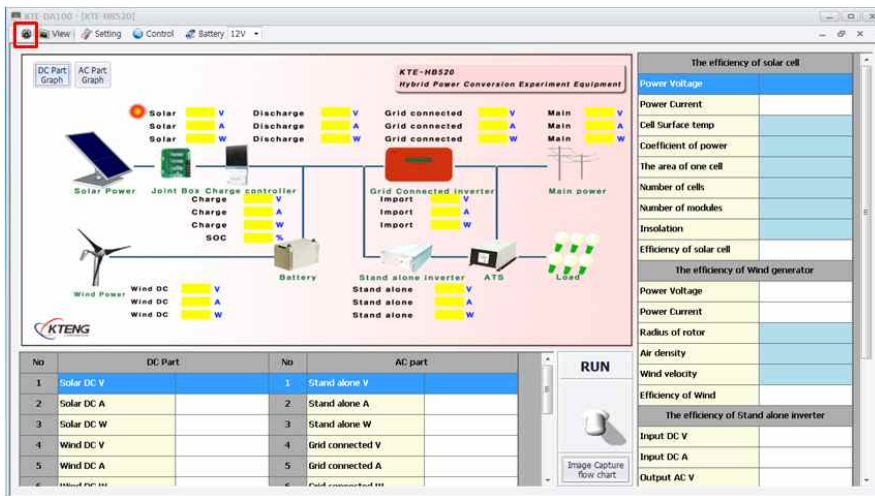 KTE-DA100 - [KTE-HB520]
View Setting Control Battery 12V
DC Part Graph
AC Part Graph
KTE-HB520
Hybrid Power Conversion Experiment Equipment
Solar V Discharge V Grid connected V Main V
Solar A Discharge A Grid connected A Main A
Solar W Discharge W Grid connected W Main W
Solar Power Joint Box Charge controller Grid Connected inverter Main power
Charge V Import V
Charge A Import A
Charge W Import W
SOC %
Battery Stand alone inverter ATS Load
Wind Power
Wind DC V Stand alone V
Wind DC A Stand alone A
Wind DC W Stand alone W
KTENG
No DC Part No AC part
1 Solar DC V 1 Stand alone V
2 Solar DC A 2 Stand alone A
3 Solar DC W 3 Stand alone W
4 Wind DC V 4 Grid connected V
5 Wind DC A 5 Grid connected A
6 Wind DC W 6 Grid connected W
RUN
Image Capture
flow chart
The efficiency of solar cell
Power Voltage
Power Current
Cell Surface temp
Coefficient of power
The area of one cell
Number of cells
Number of modules
Insolation
Efficiency of solar cell
The efficiency of Wind generator
Power Voltage
Power Current
Radius of rotor
Air density
Wind velocity
Efficiency of Wind
The efficiency of Stand alone inverter
Input DC V
Input DC A
Output AC V